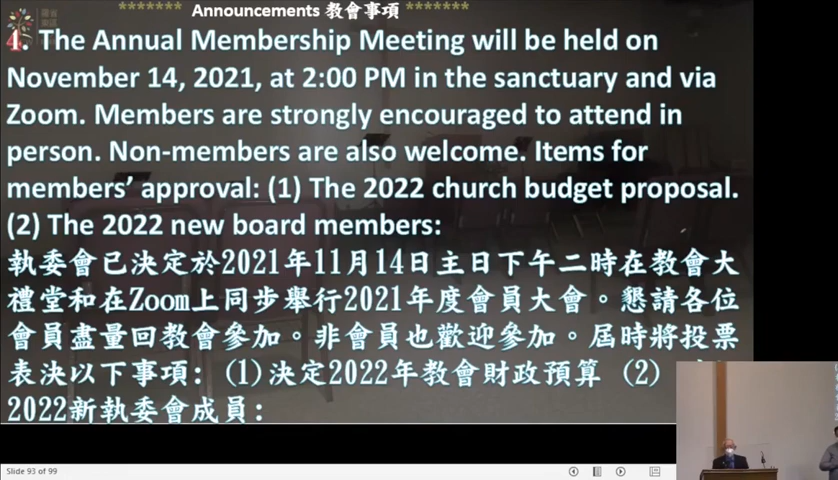 ******* Announcements 教會事項 *******
4. The Annual Membership Meeting will be held on
November 14, 2021, at 2:00 PM in the sanctuary and via
Zoom. Members are strongly encouraged to attend in
person. Non-members are also welcome. Items for
members’ approval: (1) The 2022 church budget proposal.
(2) The 2022 new board members:
執委會已決定於2021年11月14日主日下午二時在教會大
禮堂和在Zoom上同步舉行2021年度會員大會。懇請各位
會員盡量回教會參加。非會員也歡迎參加。屆時將投票
表決以下事項: (1)決定2022年教會財政預算 (2)
2022新執委會成員:
Slide 93 of 99